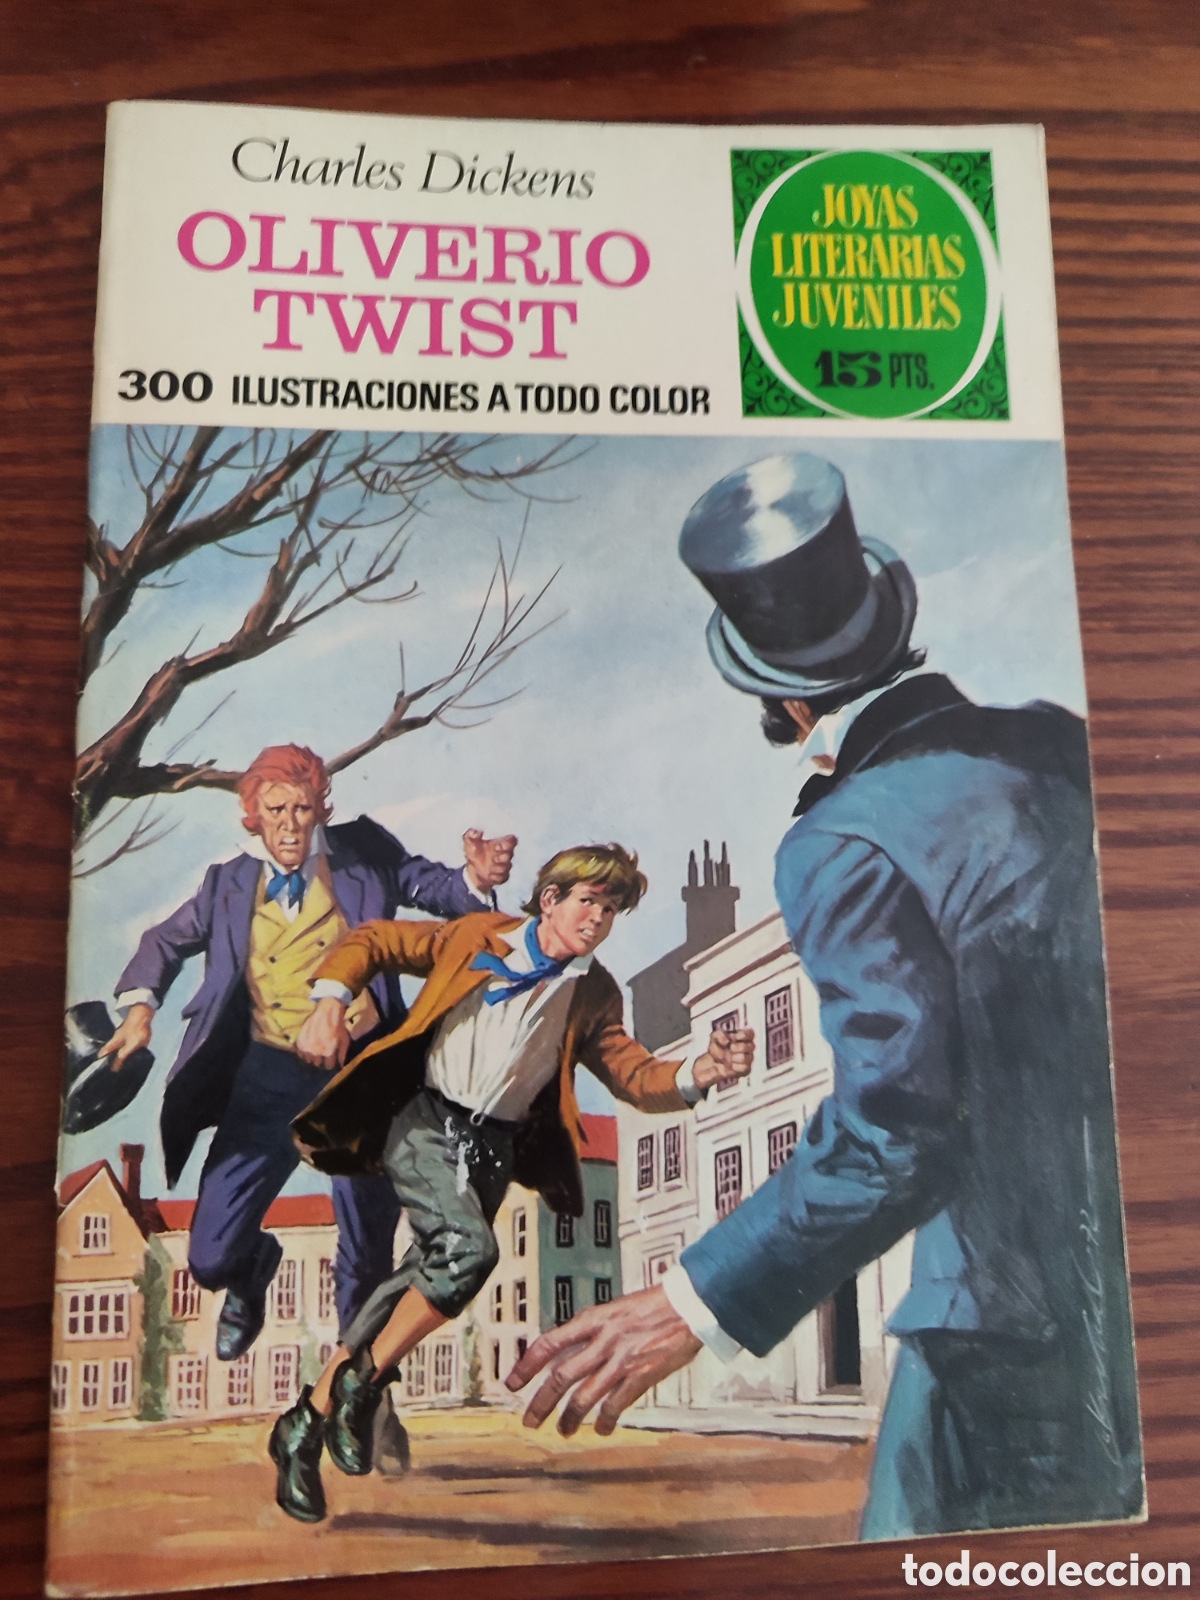 Charles Dickens
OLIVERIO
TWIST
300 ILUSTRACIONES A TODO COLOR
JOYAS
LITERARIAS
JUVENILES
15 PTS.
todocoleccion